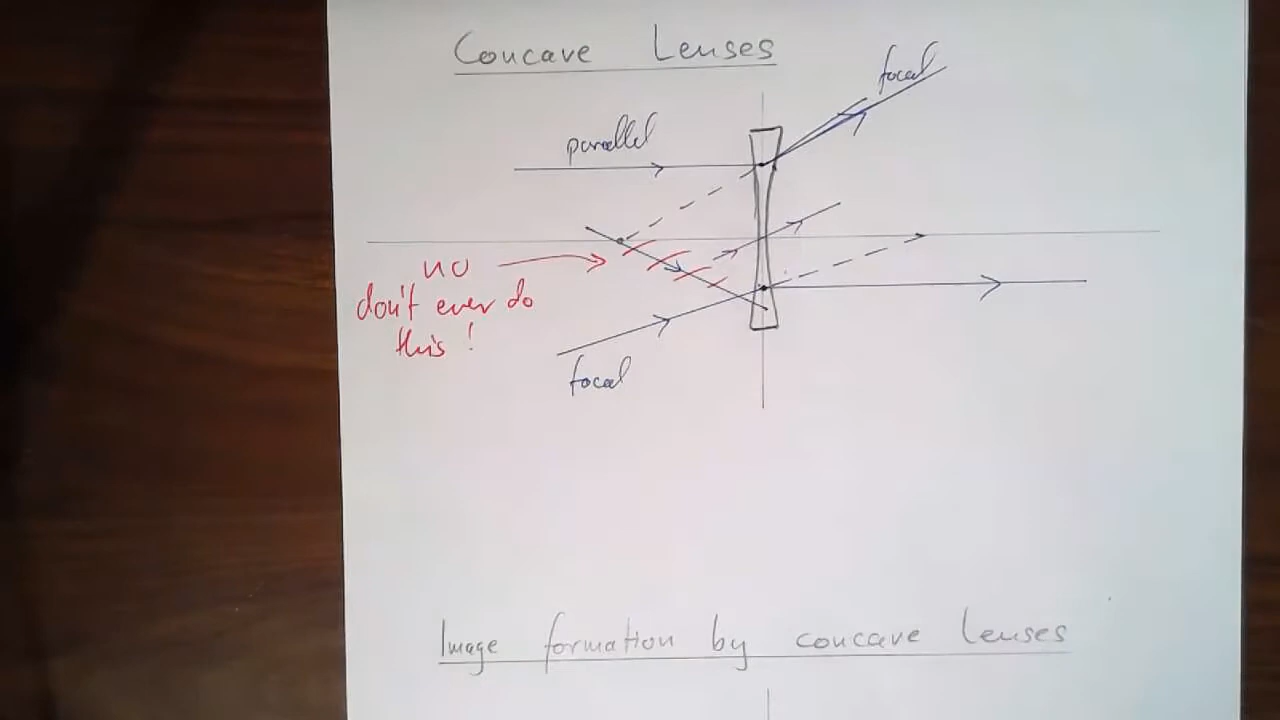 Concave Lenses
focal
parallel
no
don't ever do
this!
focal
Image formation by concave lenses